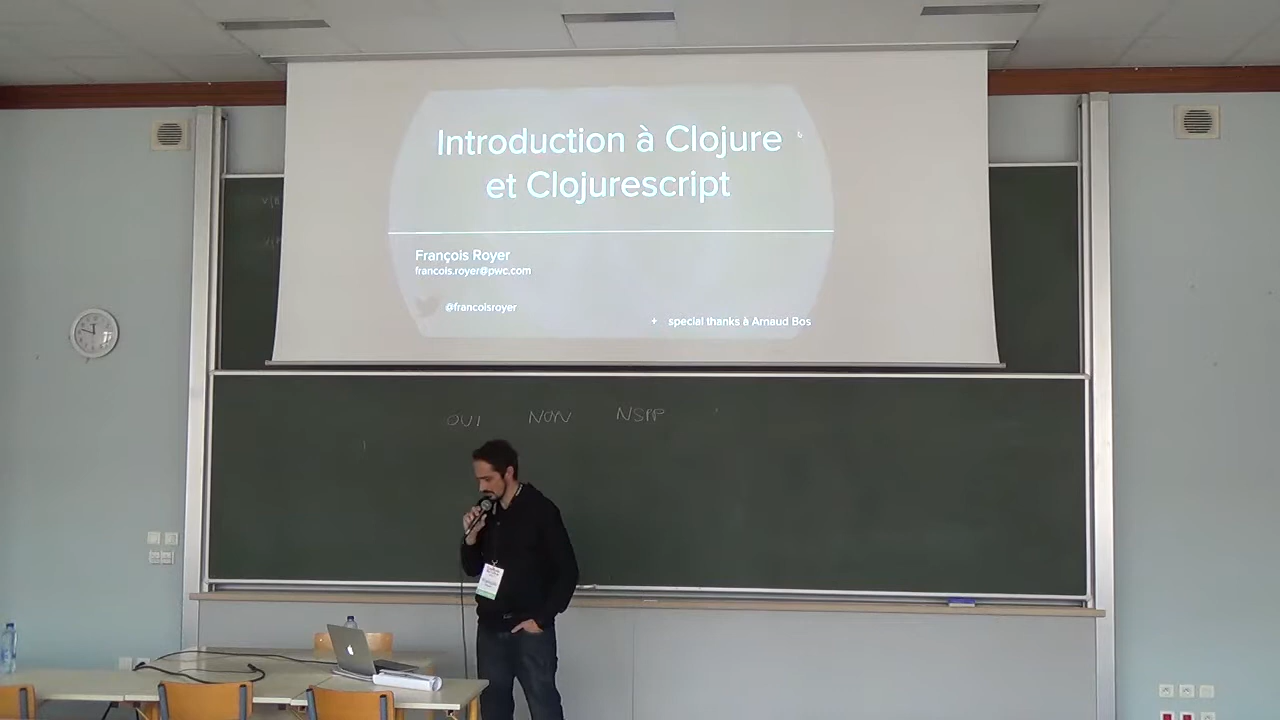 Introduction à Clojure
et Clojurescript
François Royer
francois.royer@pwc.com
@francoisroyer
+ special thanks à Arnaud Bos
OUI NON NSPP